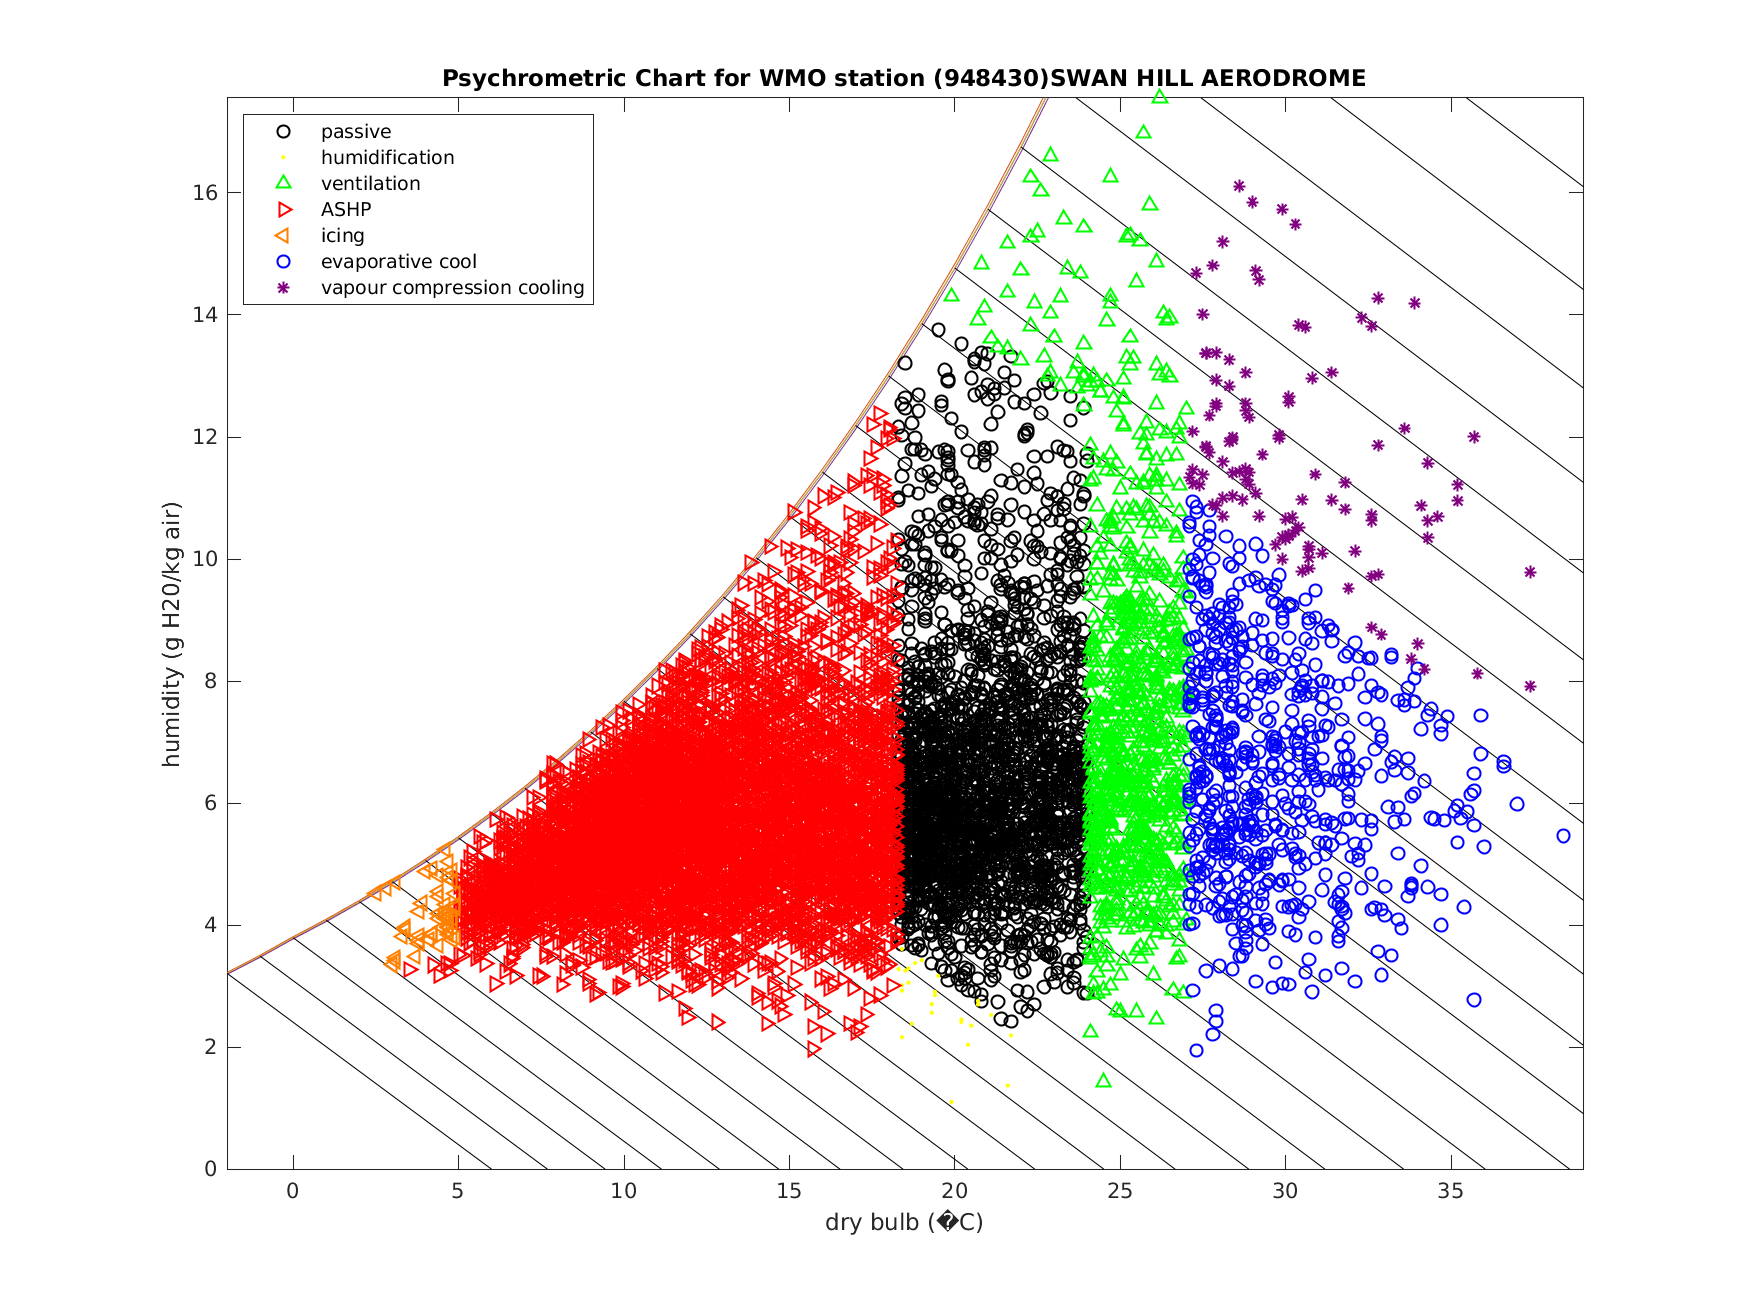 Psychrometric Chart for WMO station (948430)SWAN HILL AERODROME
passive
humidification
ventilation
ASHP
icing
evaporative cool
vapour compression cooling
humidity (g H20/kg air)
16
14
12
10
8
6
4
2
0
0 5 10 15 20 25 30 35
dry bulb (�C)